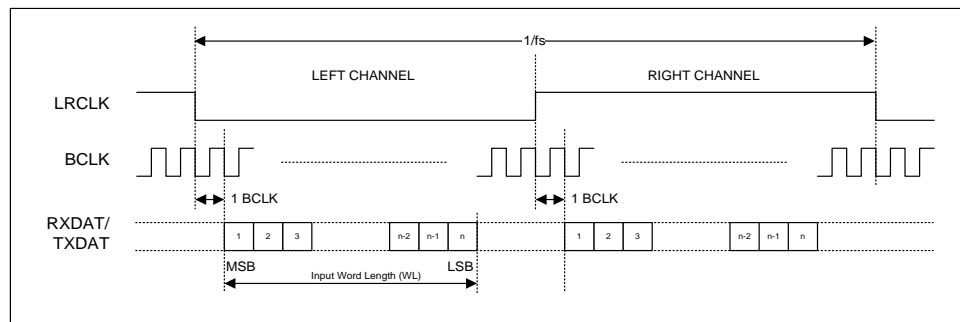 1/fs
LEFT CHANNEL RIGHT CHANNEL
LRCLK
BCLK
1 BCLK 1 BCLK
RXDAT/
TXDAT
1 2 3 n-2 n-1 n 1 2 3 n-2 n-1 n
MSB LSB
Input Word Length (WL)